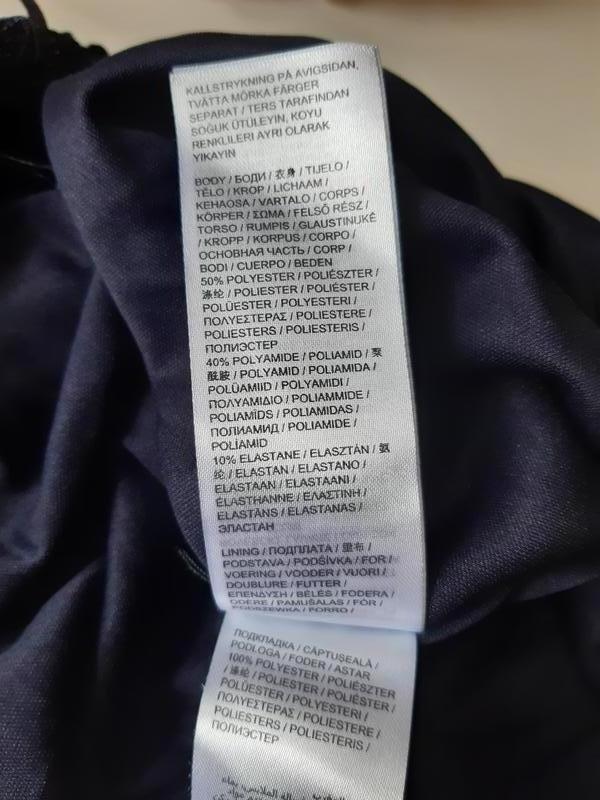 KALLSTRYKNING PÅ AVIGSIDAN,
TVÄTTA MÖRKA FÄRGER
SEPARAT / TERS TARAFINDAN
SOĞUK ÜTÜLEYIN, KOYU
RENKLILERI AYRI OLARAK
YIKAYIN
BODY / БОДИ / 衣身 / TIJELO /
TĚLO / KROP / LICHAAM /
KEHAOSA / VARTALO / CORPS /
KÖRPER / ΣΩΜΑ / FELSŐ RÉSZ /
TORSO / RUMPIS / GLAUSTINUKĖ
/ KROPP / KORPUS / CORPO /
ОСНОВНАЯ ЧАСТЬ / CORP /
BODI / CUERPO / BEDEN
50% POLYESTER / POLIÉSZTER /
涤纶 / POLIESTER / POLIÉSTER /
POLÜESTER / POLYESTERI /
ΠΟΛΥΕΣΤΕΡΑΣ / POLIESTERE /
POLIESTERS / POLIESTERIS /
ПОЛИЭСТЕР
40% POLYAMIDE / POLIAMID / 聚
酰胺 / POLYAMID / POLIAMIDA /
POLÜAMIID / POLYAMIDI /
ΠΟΛΥΑΜΙΔΙΟ / POLIAMMIDE /
POLIAMĪDS / POLIAMIDAS /
ПОЛИАМИД / POLIAMIDE /
POLİAMID
10% ELASTANE / ELASZTÁN / 氨
纶 / ELASTAN / ELASTANO /
ELASTAAN / ELASTAANI /
ÉLASTHANNE / ΕΛΑΣΤΙΝΗ /
ELASTĀNS / ELASTANAS /
ЭЛАСТАН
LINING / ПОДПЛАТА / 里布 /
PODSTAVA / PODŠÍVKA / FOR /
VOERING / VOODER / VUORI /
DOUBLURE / FUTTER /
ΕΠΕΝΔΥΣΗ / BÉLÉS / FODERA /
ODERE / PAMUŠALAS / FÓR /
PODSZEWKA / FORRO /
ПОДКЛАДКА / CĂPTUȘEALĂ /
PODLOGA / FODER / ASTAR
100% POLYESTER / POLIÉSZTER
/ 涤纶 / POLIESTER / POLIÉSTER /
POLÜESTER / POLYESTERI /
ΠΟΛΥΕΣΤΕΡΑΣ / POLIESTERE /
POLIESTERS / POLIESTERIS /
ПОЛИЭСТЕР